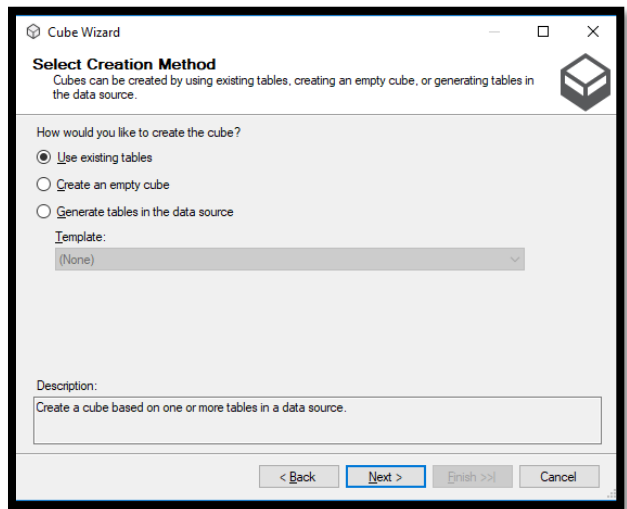 Cube Wizard
Select Creation Method
Cubes can be created by using existing tables, creating an empty cube, or generating tables in
the data source.
How would you like to create the cube?
Use existing tables
Create an empty cube
Generate tables in the data source
Template:
(None)
Description:
Create a cube based on one or more tables in a data source.
< Back Next > Finish >>| Cancel